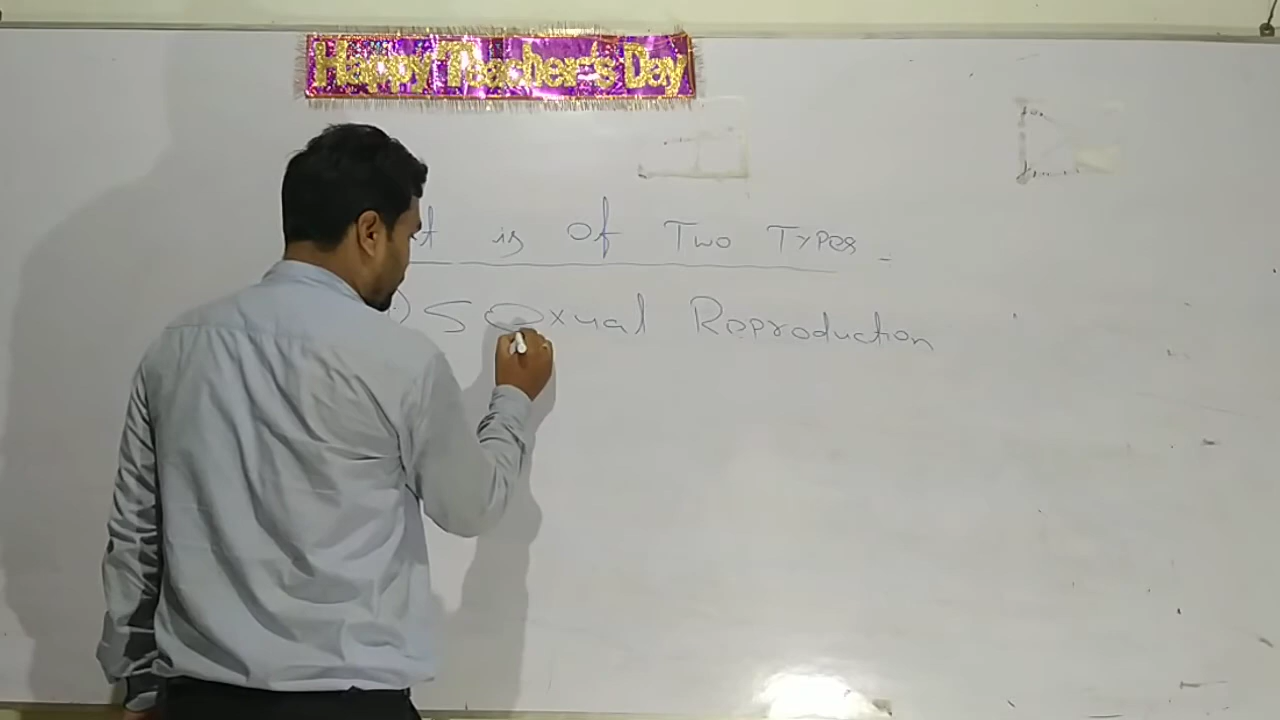 Happy Teacher's Day
is of Two Types
Sexual Reproduction